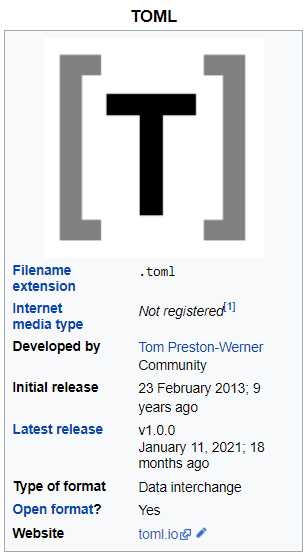 TOML
[T]
Filename extension .toml
Internet media type Not registered[1]
Developed by Tom Preston-Werner
Community
Initial release 23 February 2013; 9
years ago
Latest release v1.0.0
January 11, 2021; 18
months ago
Type of format Data interchange
Open format? Yes
Website toml.io